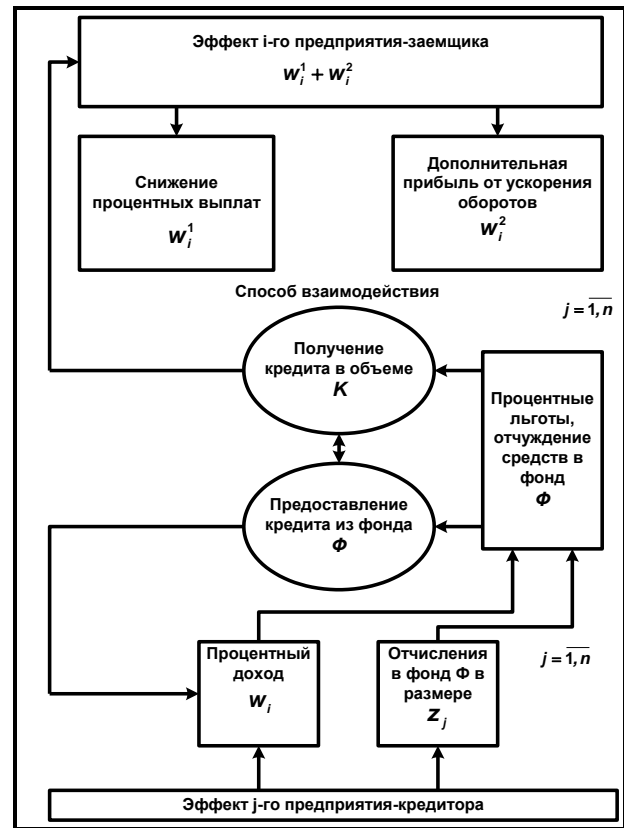 Эффект i-го предприятия-заемщика
w_i^1 + w_i^2
Снижение
процентных выплат
w_i^1
Дополнительная
прибыль от ускорения
оборотов
w_i^2
Способ взаимодействия
j = \overline{1, n}
Получение
кредита в объеме
K
Процентные
льготы,
отчуждение
средств в
фонд
Ф
Предоставление
кредита из фонда
Ф
Процентный
доход
w_i
Отчисления
в фонд Ф в
размере
z_j
j = \overline{1, n}
Эффект j-го предприятия-кредитора